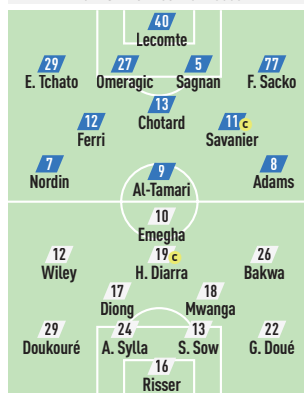 40
Lecomte
29 27 5 77
E. Tchato Omeragic Sagnan F. Sacko
13
Chotard
12 11 c
Ferri Savanier
7 9 8
Nordin Al-Tamari Adams
10
Emegha
12 19 c 26
Wiley H. Diarra Bakwa
17 18
Diong Mwanga
29 24 13 22
Doukouré A. Sylla S. Sow G. Doué
16
Risser